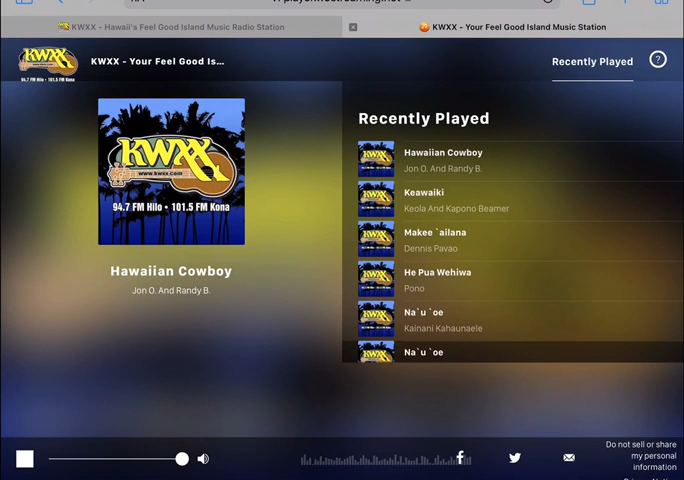 KWXX - Hawaii's Feel Good Island Music Radio Station
KWXX - Your Feel Good Island Music Station
KWXX
94.7 FM Hilo • 101.5 FM Kona
KWXX - Your Feel Good Is...
Recently Played
?
KWXX
www.kwxx.com
94.7 FM Hilo • 101.5 FM Kona
Hawaiian Cowboy
Jon O. And Randy B.
Recently Played
Hawaiian Cowboy
Jon O. And Randy B.
Keawaiki
Keola And Kapono Beamer
Makee `ailana
Dennis Pavao
He Pua Wehiwa
Pono
Na`u `oe
Kainani Kahaunaele
Na`u `oe
Do not sell or share
my personal
information